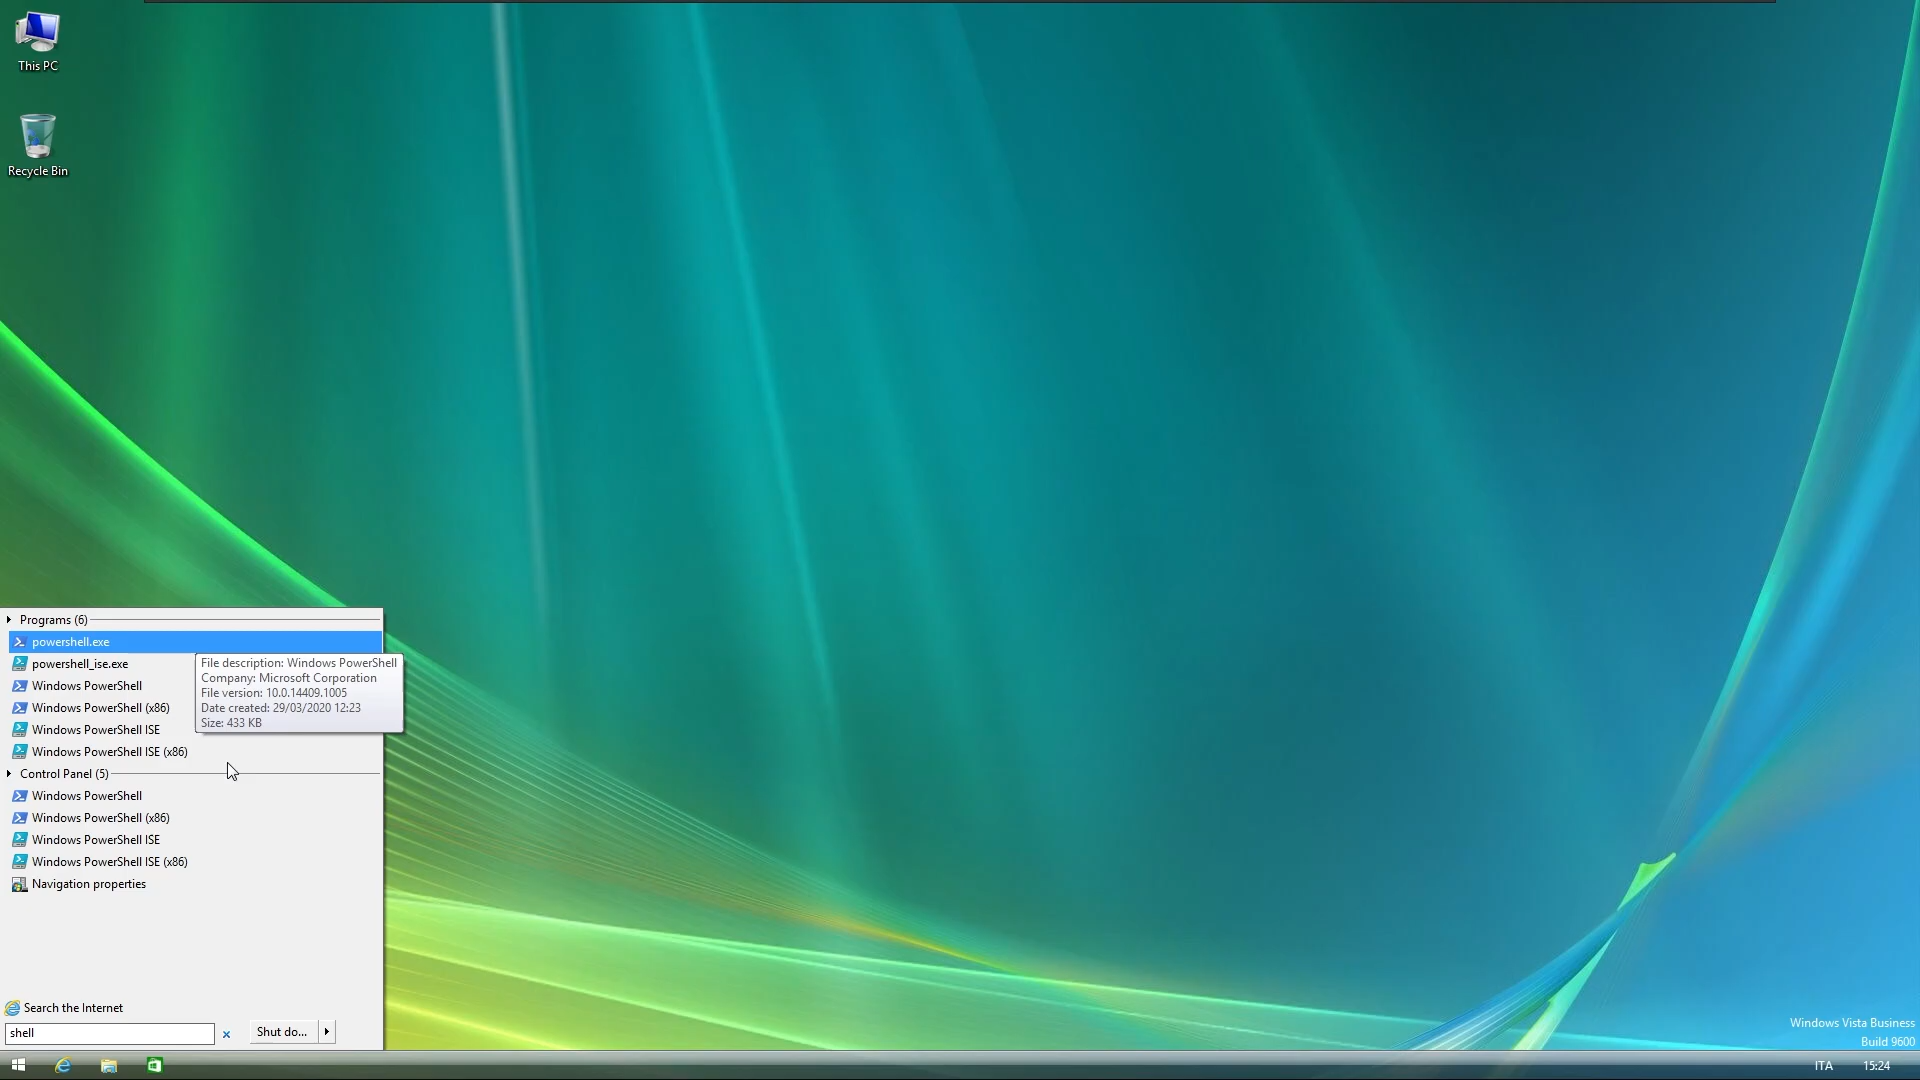 This PC
Recycle Bin
Programs (6)
powershell.exe
powershell_ise.exe
Windows PowerShell
Windows PowerShell (x86)
Windows PowerShell ISE
Windows PowerShell ISE (x86)
File description: Windows PowerShell
Company: Microsoft Corporation
File version: 10.0.14409.1005
Date created: 29/03/2020 12:23
Size: 433 KB
Control Panel (5)
Windows PowerShell
Windows PowerShell (x86)
Windows PowerShell ISE
Windows PowerShell ISE (x86)
Navigation properties
Search the Internet
shell
Shut do...
Windows Vista Business
Build 9600
ITA
15:24